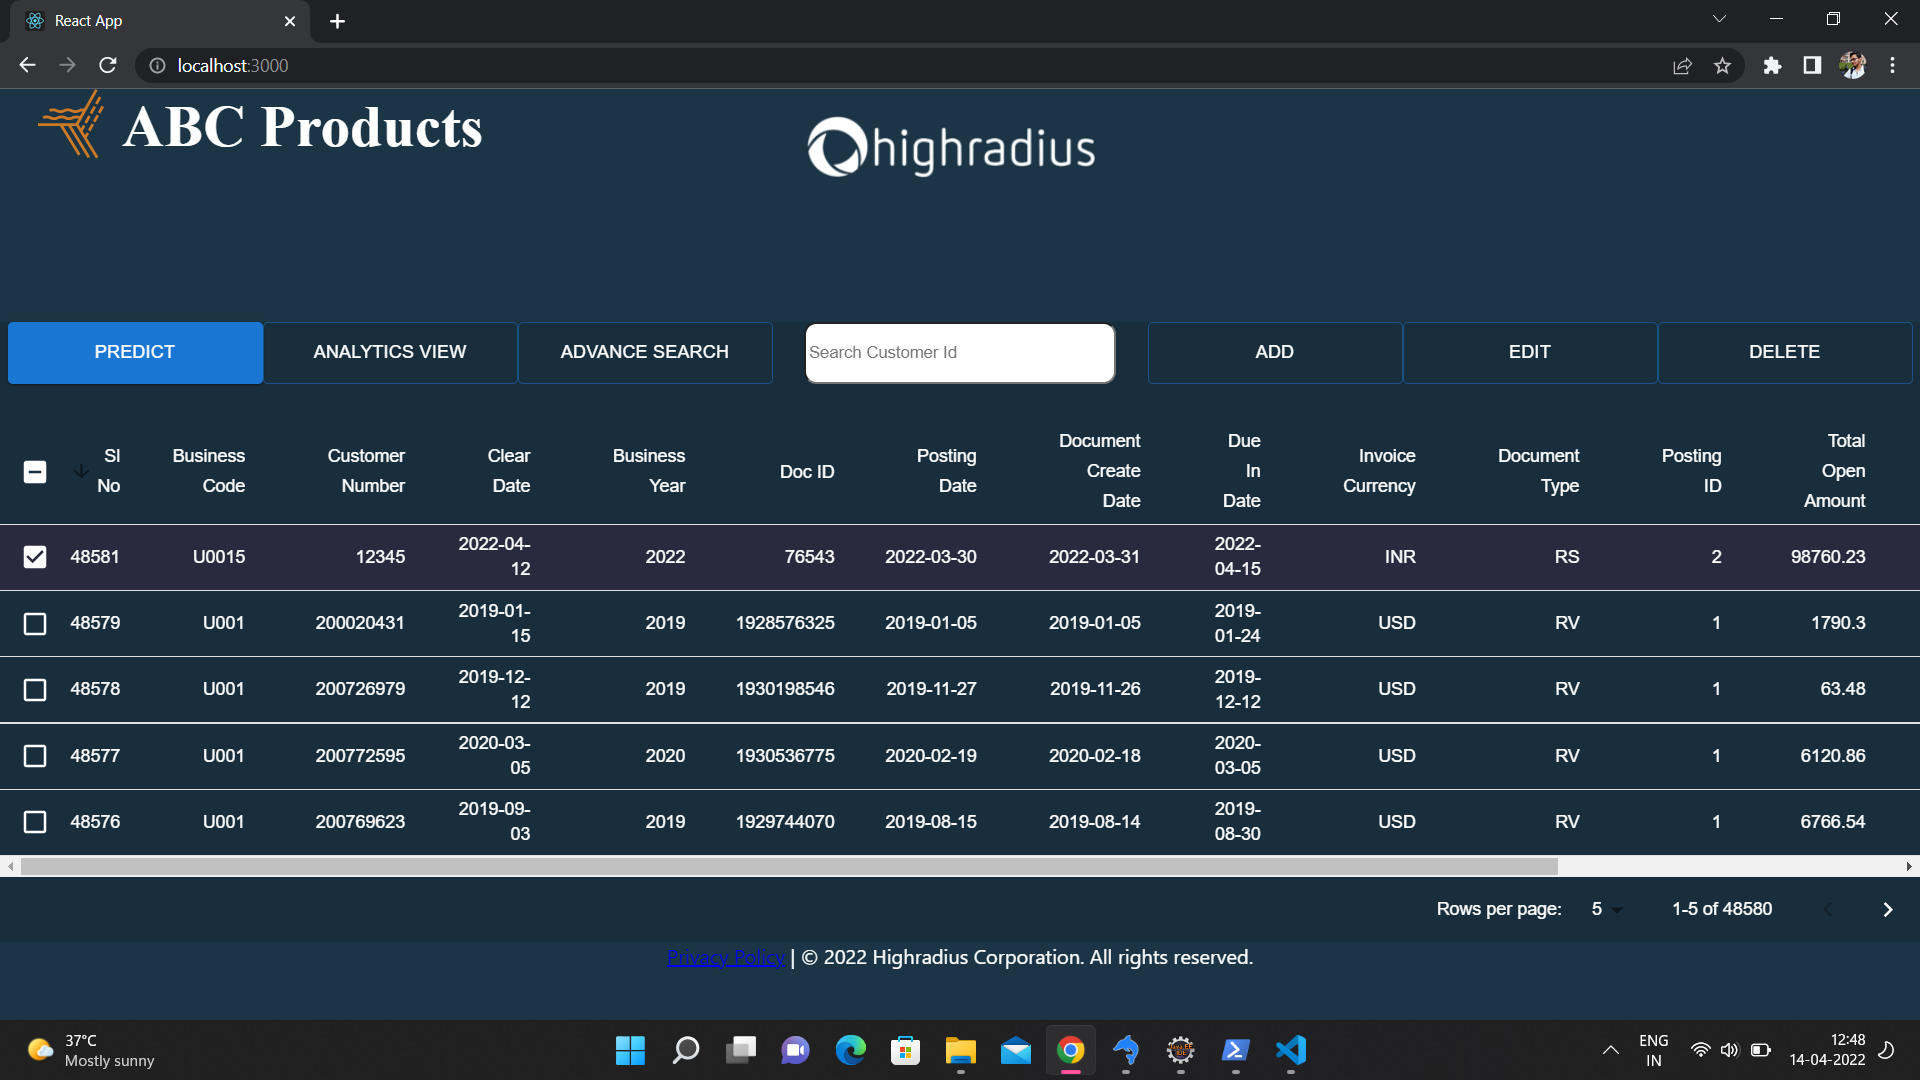 React App
localhost:3000
ABC Products
highradius
PREDICT ANALYTICS VIEW ADVANCE SEARCH Search Customer Id ADD EDIT DELETE
Sl No Business Code Customer Number Clear Date Business Year Doc ID Posting Date Document Create Date Due In Date Invoice Currency Document Type Posting ID Total Open Amount
48581 U0015 12345 2022-04-12 2022 76543 2022-03-30 2022-03-31 2022-04-15 INR RS 2 98760.23
48579 U001 200020431 2019-01-15 2019 1928576325 2019-01-05 2019-01-05 2019-01-24 USD RV 1 1790.3
48578 U001 200726979 2019-12-12 2019 1930198546 2019-11-27 2019-11-26 2019-12-12 USD RV 1 63.48
48577 U001 200772595 2020-03-05 2020 1930536775 2020-02-19 2020-02-18 2020-03-05 USD RV 1 6120.86
48576 U001 200769623 2019-09-03 2019 1929744070 2019-08-15 2019-08-14 2019-08-30 USD RV 1 6766.54
Rows per page: 5 1-5 of 48580
Privacy Policy | © 2022 Highradius Corporation. All rights reserved.
37°C
Mostly sunny
ENG
IN
12:48
14-04-2022